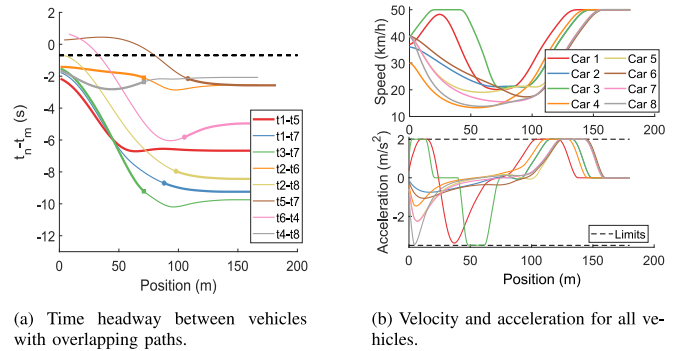 2
0
-2
-4
-6
-8
-10
-12
t_n-t_m (s)
t1-t5
t1-t7
t3-t7
t2-t6
t2-t8
t5-t7
t6-t4
t4-t8
0 50 100 150 200
Position (m)
(a) Time headway between vehicles
with overlapping paths.
50
40
30
20
10
Speed (km/h)
Car 1 Car 5
Car 2 Car 6
Car 3 Car 7
Car 4 Car 8
0 50 100 150 200
2
0
-2
Acceleration (m/s²)
Limits
0 50 100 150 200
Position (m)
(b) Velocity and acceleration for all ve-
hicles.